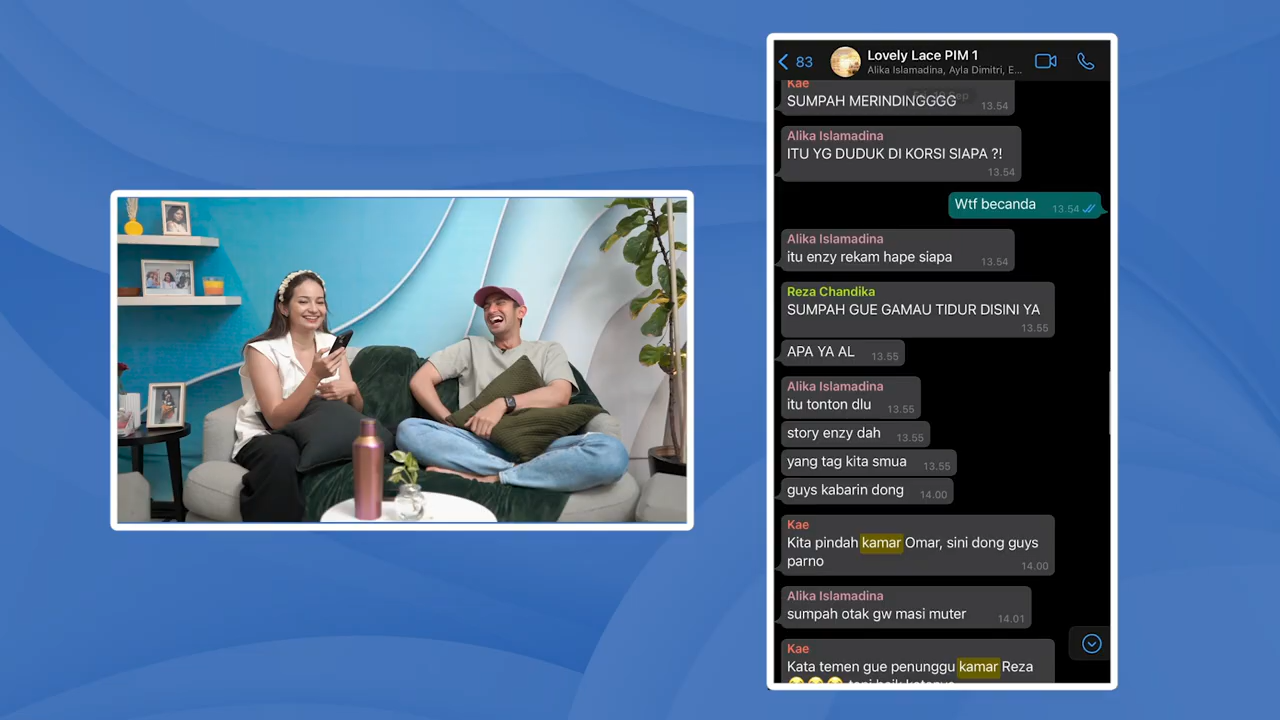 83
Lovely Lace PIM 1
Alika Islamadina, Ayla Dimitri, E...
Kae
SUMPAH MERINDINGGGG 13.54
Alika Islamadina
ITU YG DUDUK DI KORSI SIAPA ?!
13.54
Wtf becanda 13.54
Alika Islamadina
itu enzy rekam hape siapa 13.54
Reza Chandika
SUMPAH GUE GAMAU TIDUR DISINI YA
13.55
APA YA AL 13.55
Alika Islamadina
itu tonton dlu 13.55
story enzy dah 13.55
yang tag kita smua 13.55
guys kabarin dong 14.00
Kae
Kita pindah kamar Omar, sini dong guys
parno 14.00
Alika Islamadina
sumpah otak gw masi muter 14.01
Kae
Kata temen gue penunggu kamar Reza